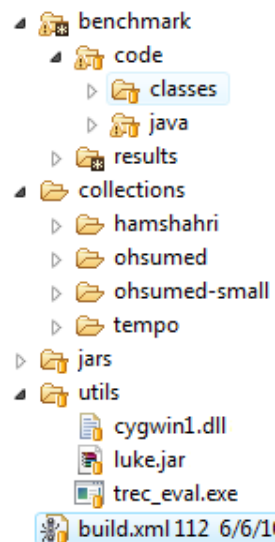 benchmark
code
classes
java
results
collections
hamshahri
ohsumed
ohsumed-small
tempo
jars
utils
cygwin1.dll
luke.jar
trec_eval.exe
build.xml 112 6/6/10